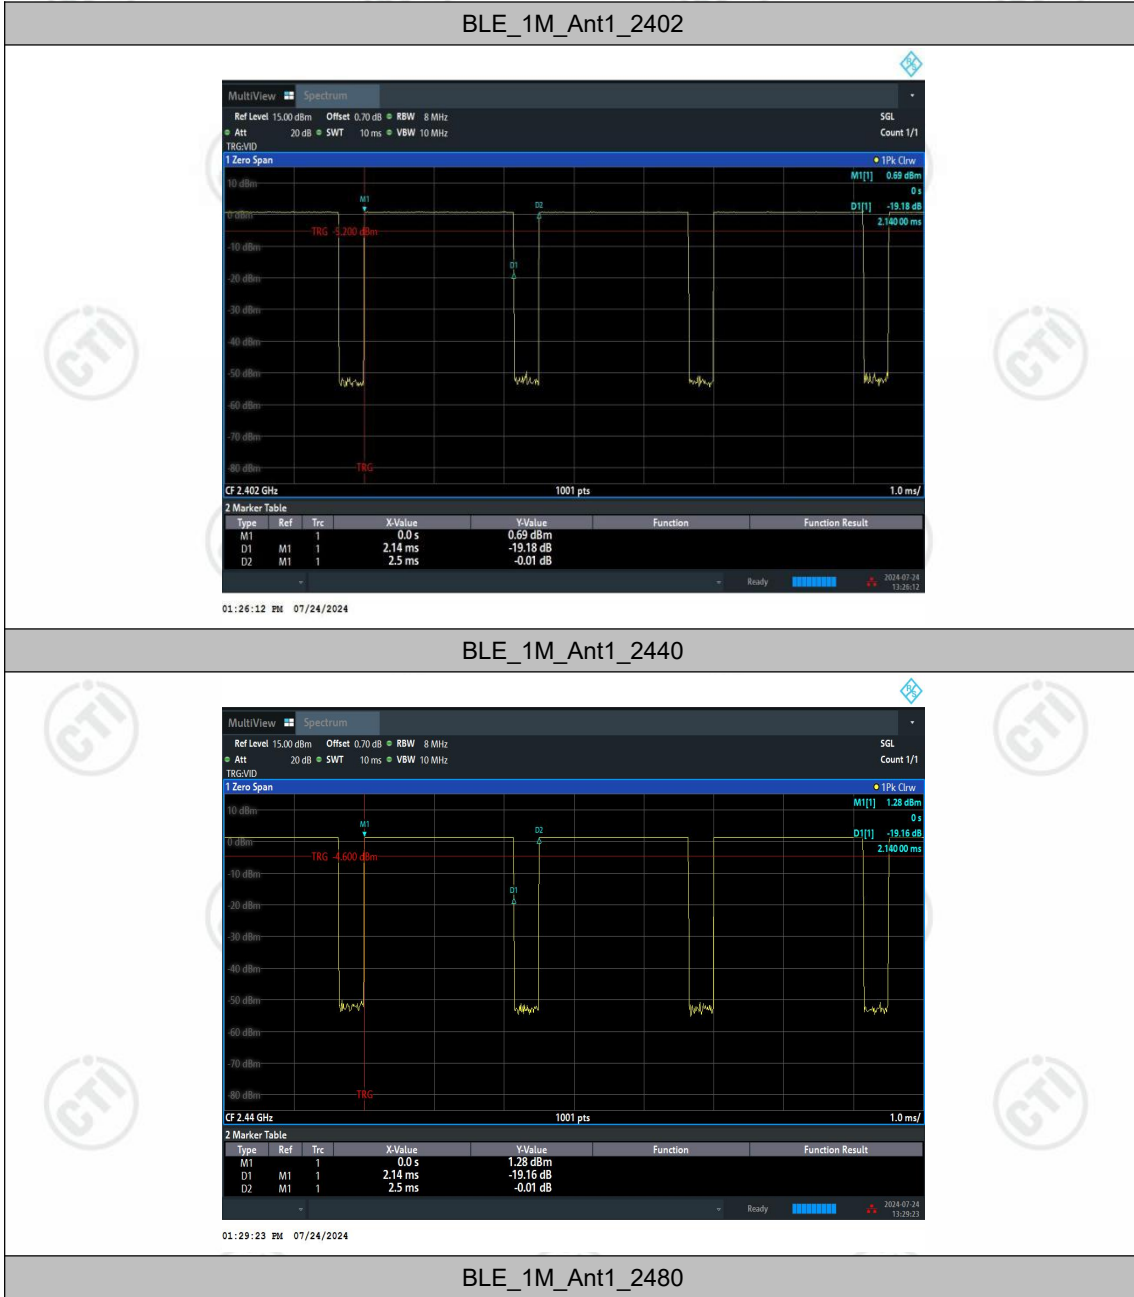 BLE_1M_Ant1_2402
MultiView Spectrum
Ref Level 15.00 dBm Offset 0.70 dB RBW 8 MHz SGL
Att 20 dB SWT 10 ms VBW 10 MHz Count 1/1
TRG:VID
1 Zero Span 1Pk Clrw
M1[1] 0.69 dBm
0 s
D1[1] -19.18 dB
2.140 00 ms
10 dBm
M1
D2
0 dBm
TRG -5.200 dBm
-10 dBm
D1
-20 dBm
-30 dBm
-40 dBm
-50 dBm
-60 dBm
-70 dBm
-80 dBm TRG
CF 2.402 GHz 1001 pts 1.0 ms/
2 Marker Table
Type Ref Trc X-Value Y-Value Function Function Result
M1 1 0.0 s 0.69 dBm
D1 M1 1 2.14 ms -19.18 dB
D2 M1 1 2.5 ms -0.01 dB
Ready 2024-07-24
13:26:12
01:26:12 PM 07/24/2024
BLE_1M_Ant1_2440
MultiView Spectrum
Ref Level 15.00 dBm Offset 0.70 dB RBW 8 MHz SGL
Att 20 dB SWT 10 ms VBW 10 MHz Count 1/1
TRG:VID
1 Zero Span 1Pk Clrw
M1[1] 1.28 dBm
0 s
D1[1] -19.16 dB
2.140 00 ms
10 dBm
M1
D2
0 dBm
TRG -4.600 dBm
-10 dBm
D1
-20 dBm
-30 dBm
-40 dBm
-50 dBm
-60 dBm
-70 dBm
-80 dBm TRG
CF 2.44 GHz 1001 pts 1.0 ms/
2 Marker Table
Type Ref Trc X-Value Y-Value Function Function Result
M1 1 0.0 s 1.28 dBm
D1 M1 1 2.14 ms -19.16 dB
D2 M1 1 2.5 ms -0.01 dB
Ready 2024-07-24
13:29:23
01:29:23 PM 07/24/2024
BLE_1M_Ant1_2480
CTI
CTI
CTI
CTI
CTI
CTI